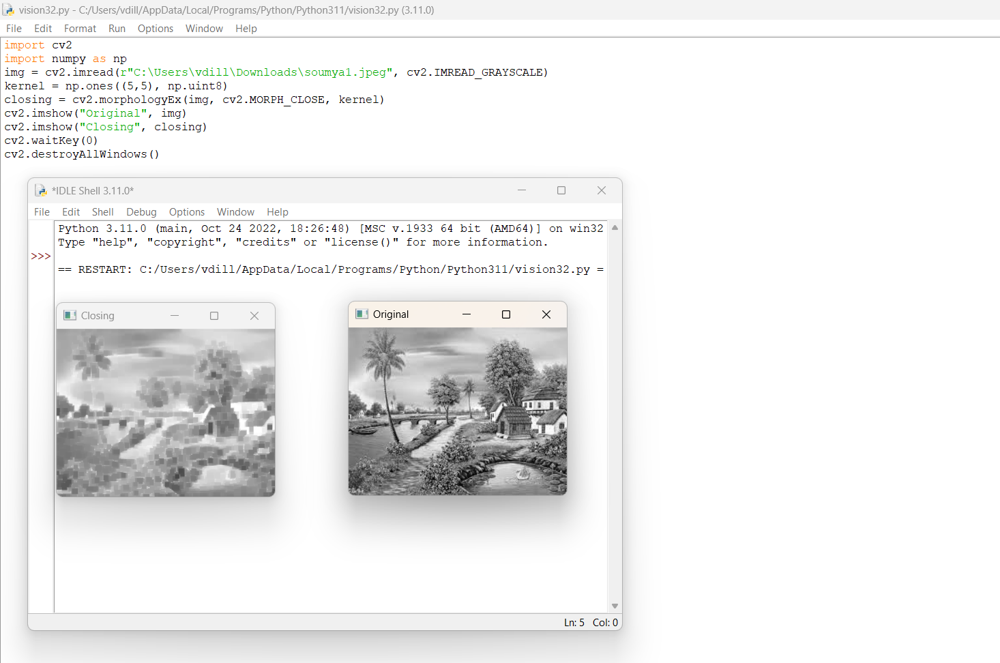 vision32.py - C:/Users/vdill/AppData/Local/Programs/Python/Python311/vision32.py (3.11.0)
File Edit Format Run Options Window Help
import cv2
import numpy as np
img = cv2.imread(r"C:\Users\vdill\Downloads\soumya1.jpeg", cv2.IMREAD_GRAYSCALE)
kernel = np.ones((5,5), np.uint8)
closing = cv2.morphologyEx(img, cv2.MORPH_CLOSE, kernel)
cv2.imshow("Original", img)
cv2.imshow("Closing", closing)
cv2.waitKey(0)
cv2.destroyAllWindows()
*IDLE Shell 3.11.0*
File Edit Shell Debug Options Window Help
Python 3.11.0 (main, Oct 24 2022, 18:26:48) [MSC v.1933 64 bit (AMD64)] on win32
Type "help", "copyright", "credits" or "license()" for more information.
>>>
== RESTART: C:/Users/vdill/AppData/Local/Programs/Python/Python311/vision32.py =
Closing
Original
Ln: 5 Col: 0